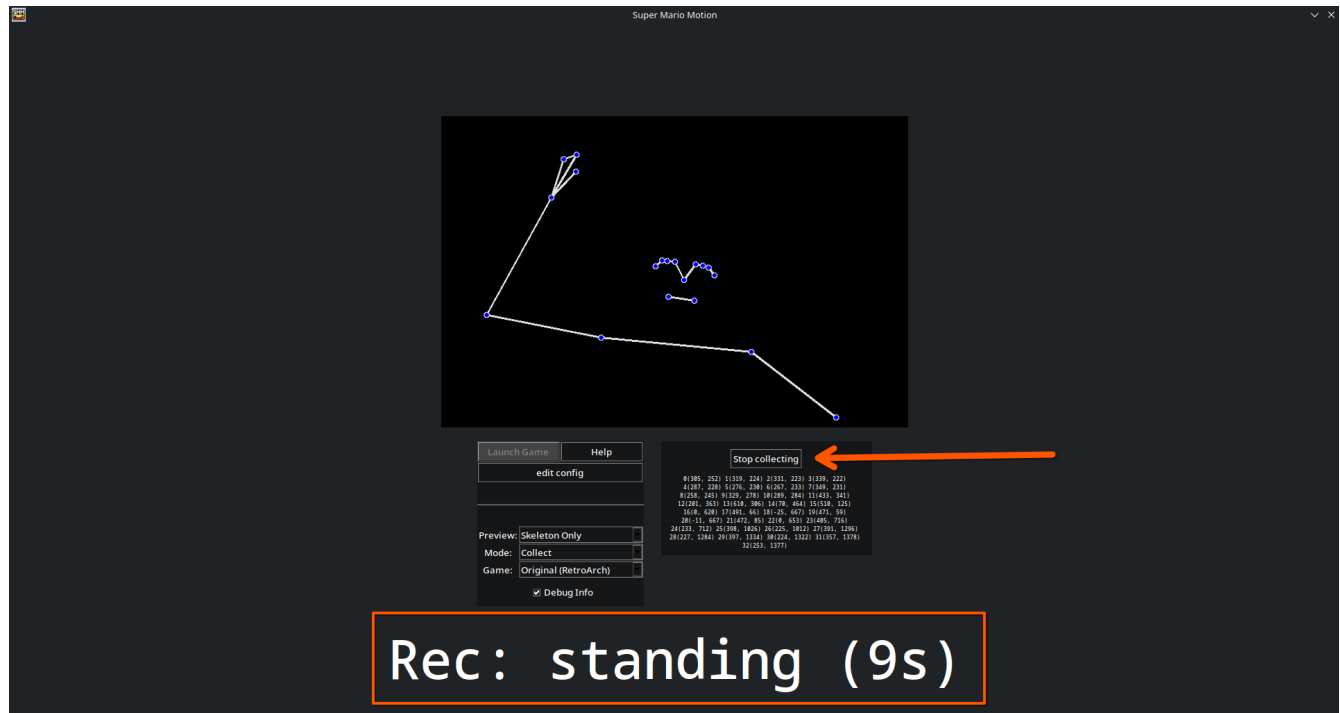 Super Mario Motion
Launch Game
Help
edit config
Preview: Skeleton Only
Mode: Collect
Game: Original (RetroArch)
Debug Info
Stop collecting
0(305, 252) 1(319, 224) 2(331, 223) 3(339, 222)
4(287, 228) 5(276, 230) 6(267, 233) 7(349, 231)
8(258, 245) 9(329, 278) 10(289, 284) 11(433, 341)
12(201, 363) 13(610, 306) 14(70, 464) 15(510, 125)
16(0, 620) 17(491, 66) 18(-25, 667) 19(471, 59)
20(-11, 667) 21(472, 85) 22(0, 653) 23(405, 716)
24(233, 712) 25(398, 1026) 26(225, 1012) 27(391, 1296)
28(227, 1284) 29(397, 1334) 30(224, 1322) 31(357, 1378)
32(253, 1377)
Rec: standing (9s)